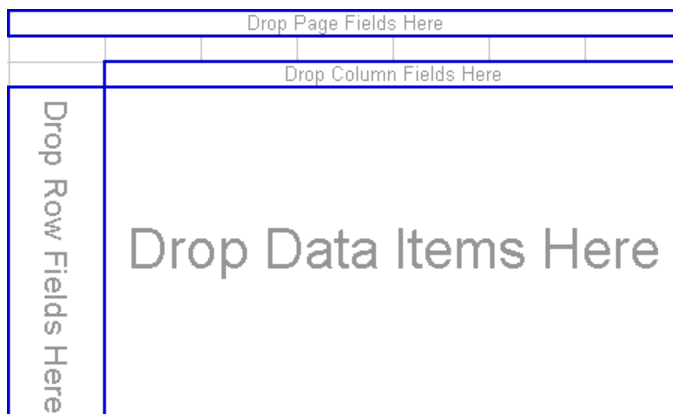 Drop Page Fields Here
Drop Column Fields Here
Drop Row Fields Here
Drop Data Items Here